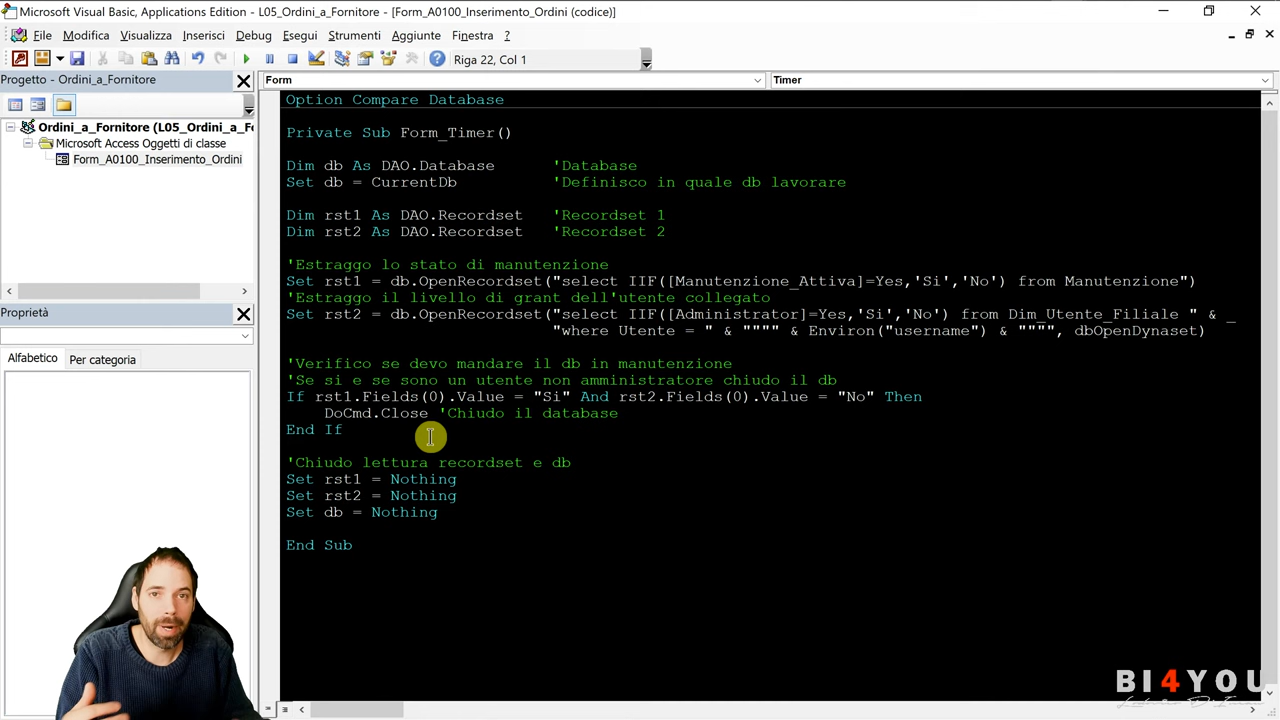 Microsoft Visual Basic, Applications Edition - L05_Ordini_a_Fornitore - [Form_A0100_Inserimento_Ordini (codice)]
File Modifica Visualizza Inserisci Debug Esegui Strumenti Aggiunte Finestra ?
Riga 22, Col 1
Progetto - Ordini_a_Fornitore
Ordini_a_Fornitore (L05_Ordini_a_Fo
Microsoft Access Oggetti di classe
Form_A0100_Inserimento_Ordini
Proprietà
Alfabetico Per categoria
Form Timer
Option Compare Database
Private Sub Form_Timer()
Dim db As DAO.Database 'Database
Set db = CurrentDb 'Definisco in quale db lavorare
Dim rst1 As DAO.Recordset 'Recordset 1
Dim rst2 As DAO.Recordset 'Recordset 2
'Estraggo lo stato di manutenzione
Set rst1 = db.OpenRecordset("select IIF([Manutenzione_Attiva]=Yes,'Si','No') from Manutenzione")
'Estraggo il livello di grant dell'utente collegato
Set rst2 = db.OpenRecordset("select IIF([Administrator]=Yes,'Si','No') from Dim_Utente_Filiale " & _
"where Utente = " & """" & Environ("username") & """", dbOpenDynaset)
'Verifico se devo mandare il db in manutenzione
'Se si e se sono un utente non amministratore chiudo il db
If rst1.Fields(0).Value = "Si" And rst2.Fields(0).Value = "No" Then
DoCmd.Close 'Chiudo il database
End If
'Chiudo lettura recordset e db
Set rst1 = Nothing
Set rst2 = Nothing
Set db = Nothing
End Sub
BI4YOU